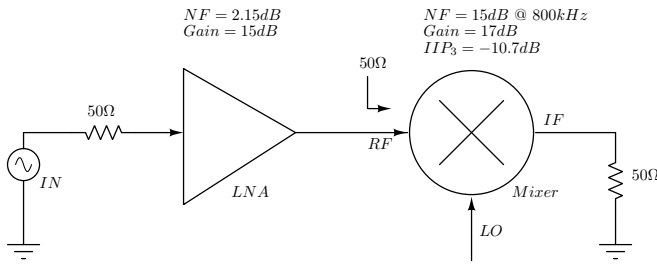 NF = 2.15dB
Gain = 15dB
NF = 15dB @ 800kHz
Gain = 17dB
IIP₃ = −10.7dB
50Ω
50Ω
RF
IF
IN
LNA
Mixer
50Ω
LO